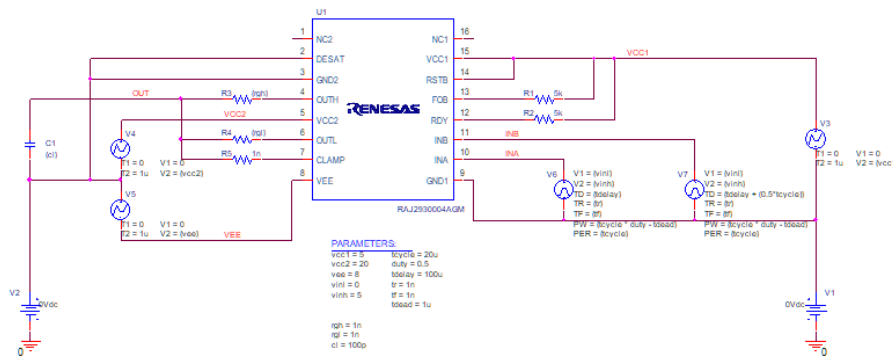 U1
1 NC2 NC1 16
2 DESAT VCC1 15
3 GND2 RSTB 14
4 OUTH FOB 13
5 VCC2 RDY 12
6 OUTL INB 11
7 CLAMP INA 10
8 VEE GND1 9
RENESAS
RAJ2930004AGM
OUT
R3 (rgh)
VCC2
R4 (rgl)
R5 1n
C1
(cl)
V4
T1 = 0 V1 = 0
T2 = 1u V2 = (vcc2)
V5
T1 = 0 V1 = 0
T2 = 1u V2 = (vee)
VEE
V2
0Vdc
0
VCC1
R1 5k
R2 5k
INB
INA
V3
T1 = 0 V1 = 0
T2 = 1u V2 = (vcc
V6
V1 = (vinl)
V2 = (vinh)
TD = (tdelay)
TR = (tr)
TF = (tf)
PW = (tcycle * duty - tdead)
PER = (tcycle)
V7
V1 = (vinl)
V2 = (vinh)
TD = (tdelay + (0.5*tcycle))
TR = (tr)
TF = (tf)
PW = (tcycle * duty - tdead)
PER = (tcycle)
V1
0Vdc
0
PARAMETERS:
vcc1 = 5 tcycle = 20u
vcc2 = 20 duty = 0.5
vee = 8 tdelay = 100u
vinl = 0 tr = 1n
vinh = 5 tf = 1n
tdead = 1u
rgh = 1n
rgl = 1n
cl = 100p